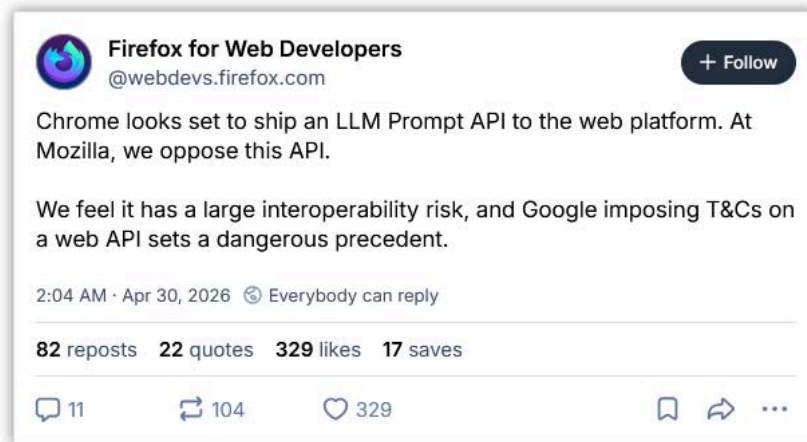 Firefox for Web Developers
@webdevs.firefox.com
+ Follow
Chrome looks set to ship an LLM Prompt API to the web platform. At
Mozilla, we oppose this API.
We feel it has a large interoperability risk, and Google imposing T&Cs on
a web API sets a dangerous precedent.
2:04 AM · Apr 30, 2026 Everybody can reply
82 reposts 22 quotes 329 likes 17 saves
11 104 329